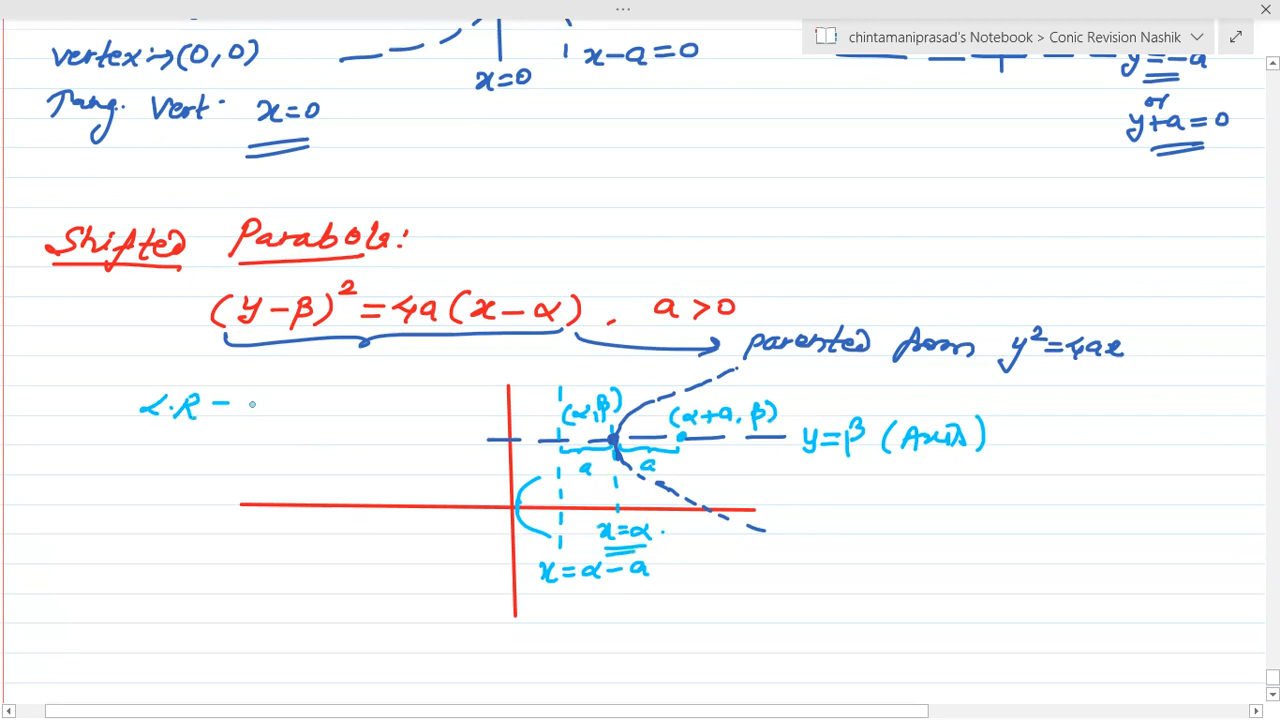 chintamaniprasad's Notebook > Conic Revision Nashik
vertex :→ (0, 0)
x-a=0
x=0
y=-a
Tang. Vert. x=0
or
y+a=0
Shifted Parabola:
(y-β)²=4a(x-α), a>0
parented from y²=4ax
L.R -
(α,β)
(α+a, β)
y=β (Axis)
a a
x=α
x=α-a